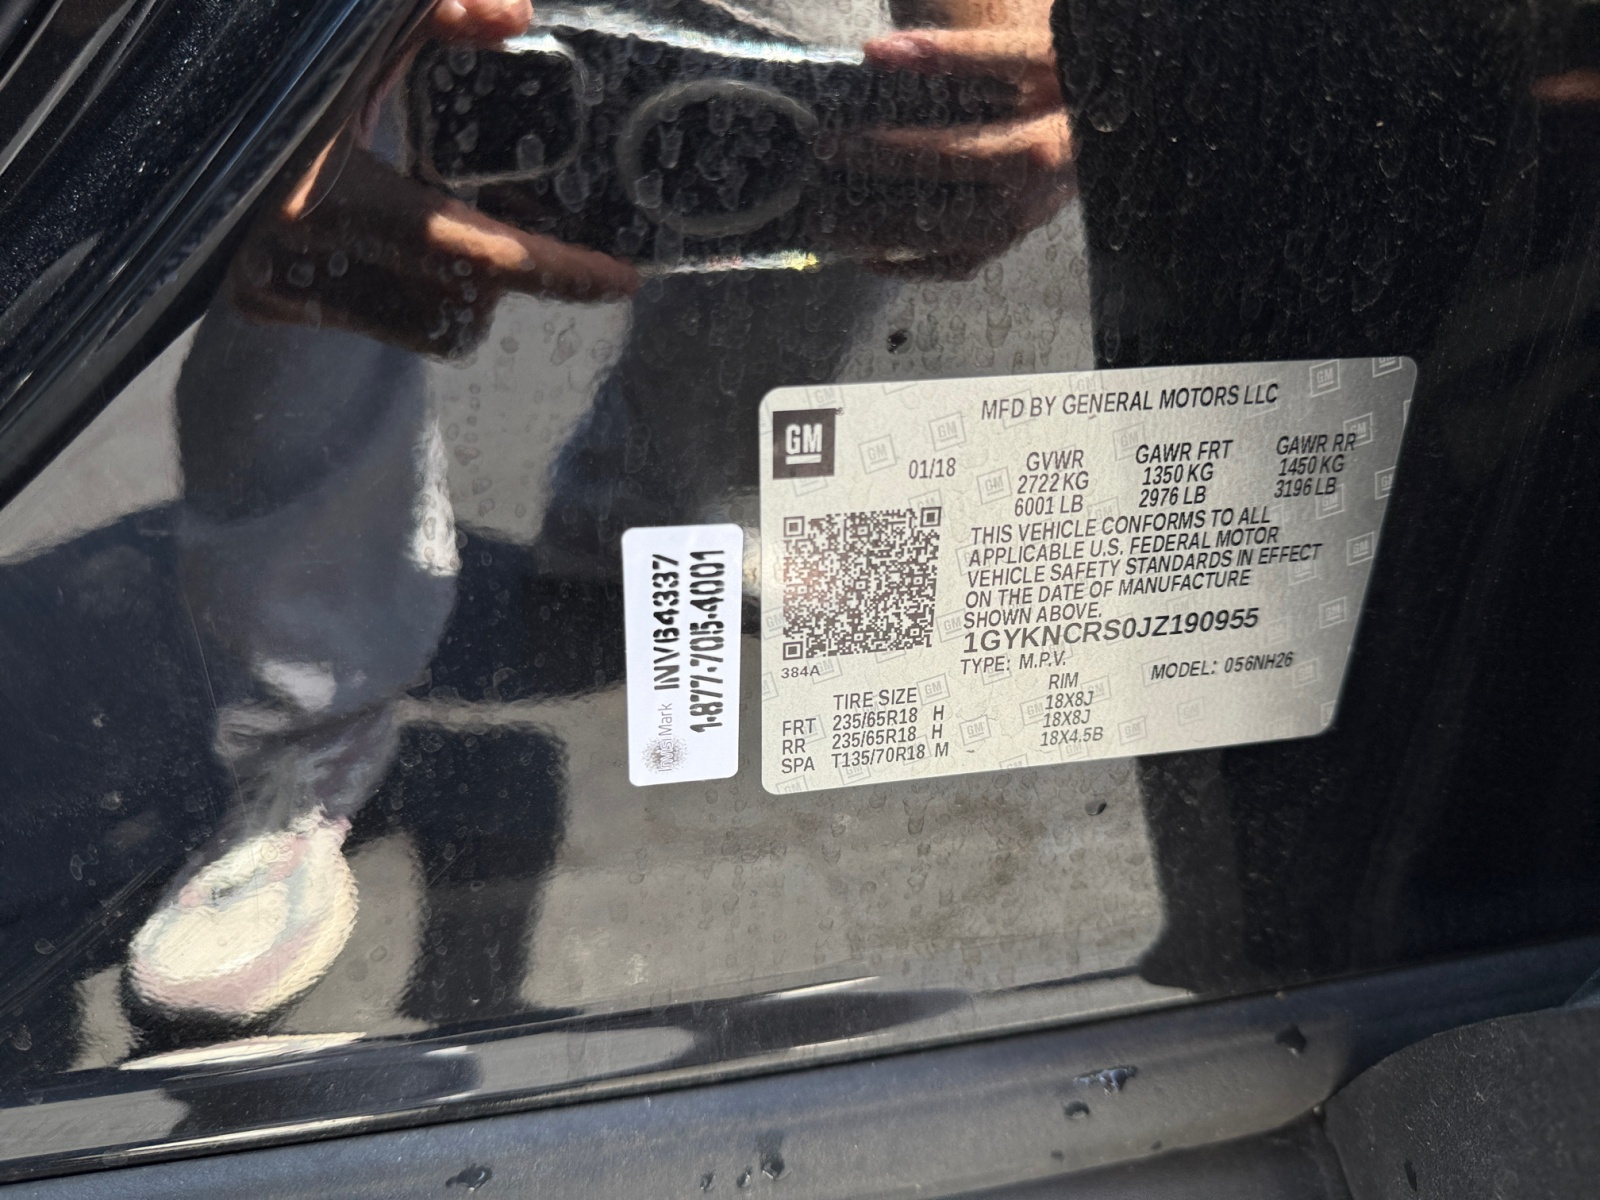 GM
MFD BY GENERAL MOTORS LLC
01/18
GVWR
2722 KG
6001 LB
GAWR FRT
1350 KG
2976 LB
GAWR RR
1450 KG
3196 LB
THIS VEHICLE CONFORMS TO ALL
APPLICABLE U.S. FEDERAL MOTOR
VEHICLE SAFETY STANDARDS IN EFFECT
ON THE DATE OF MANUFACTURE
SHOWN ABOVE.
1GYKNCRS0JZ190955
TYPE: M.P.V.
MODEL: 056NH26
384A
TIRE SIZE RIM
FRT 235/65R18 H 18X8J
RR 235/65R18 H 18X8J
SPA T135/70R18 M 18X4.5B
InvisiMark
INV64337
1-877-705-4001